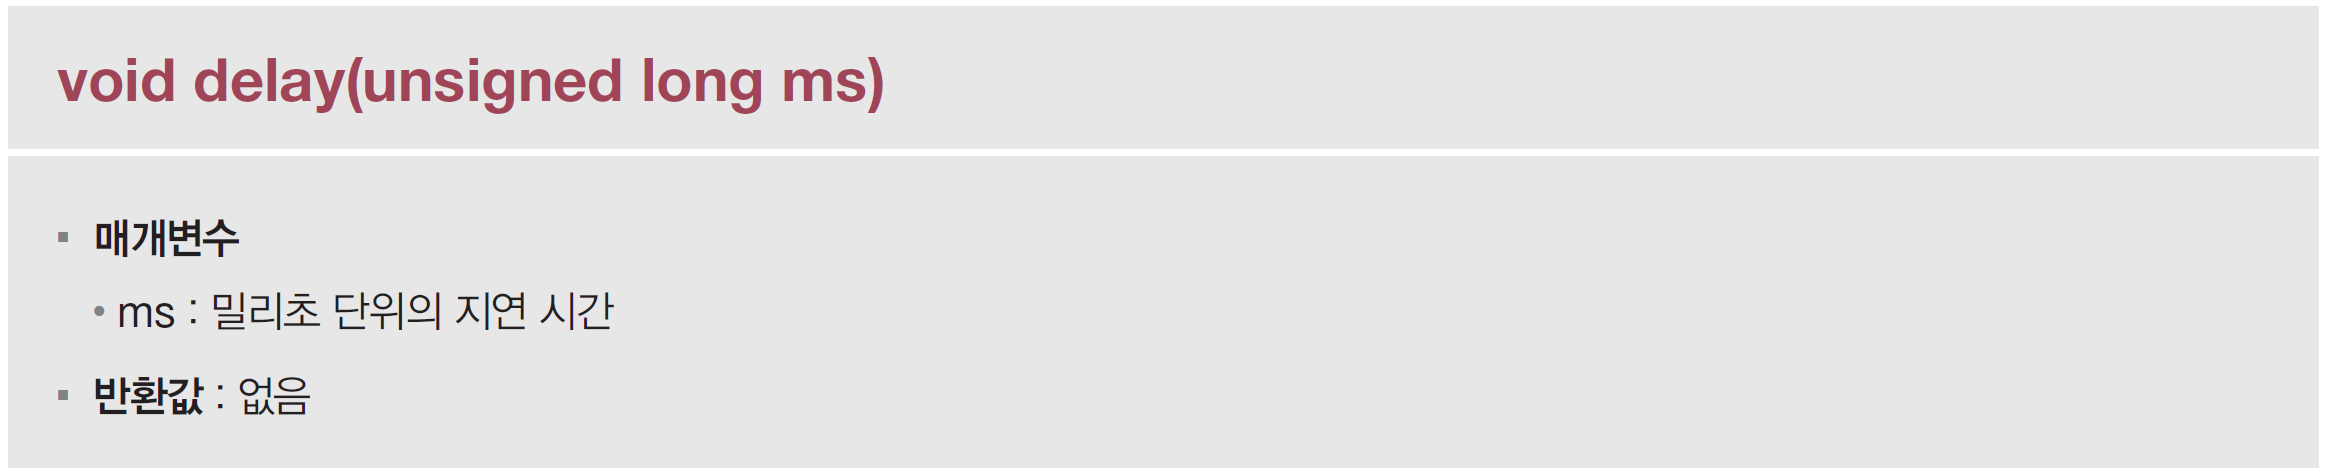 void delay(unsigned long ms)
▪ 매개변수
• ms : 밀리초 단위의 지연 시간
▪ 반환값 : 없음